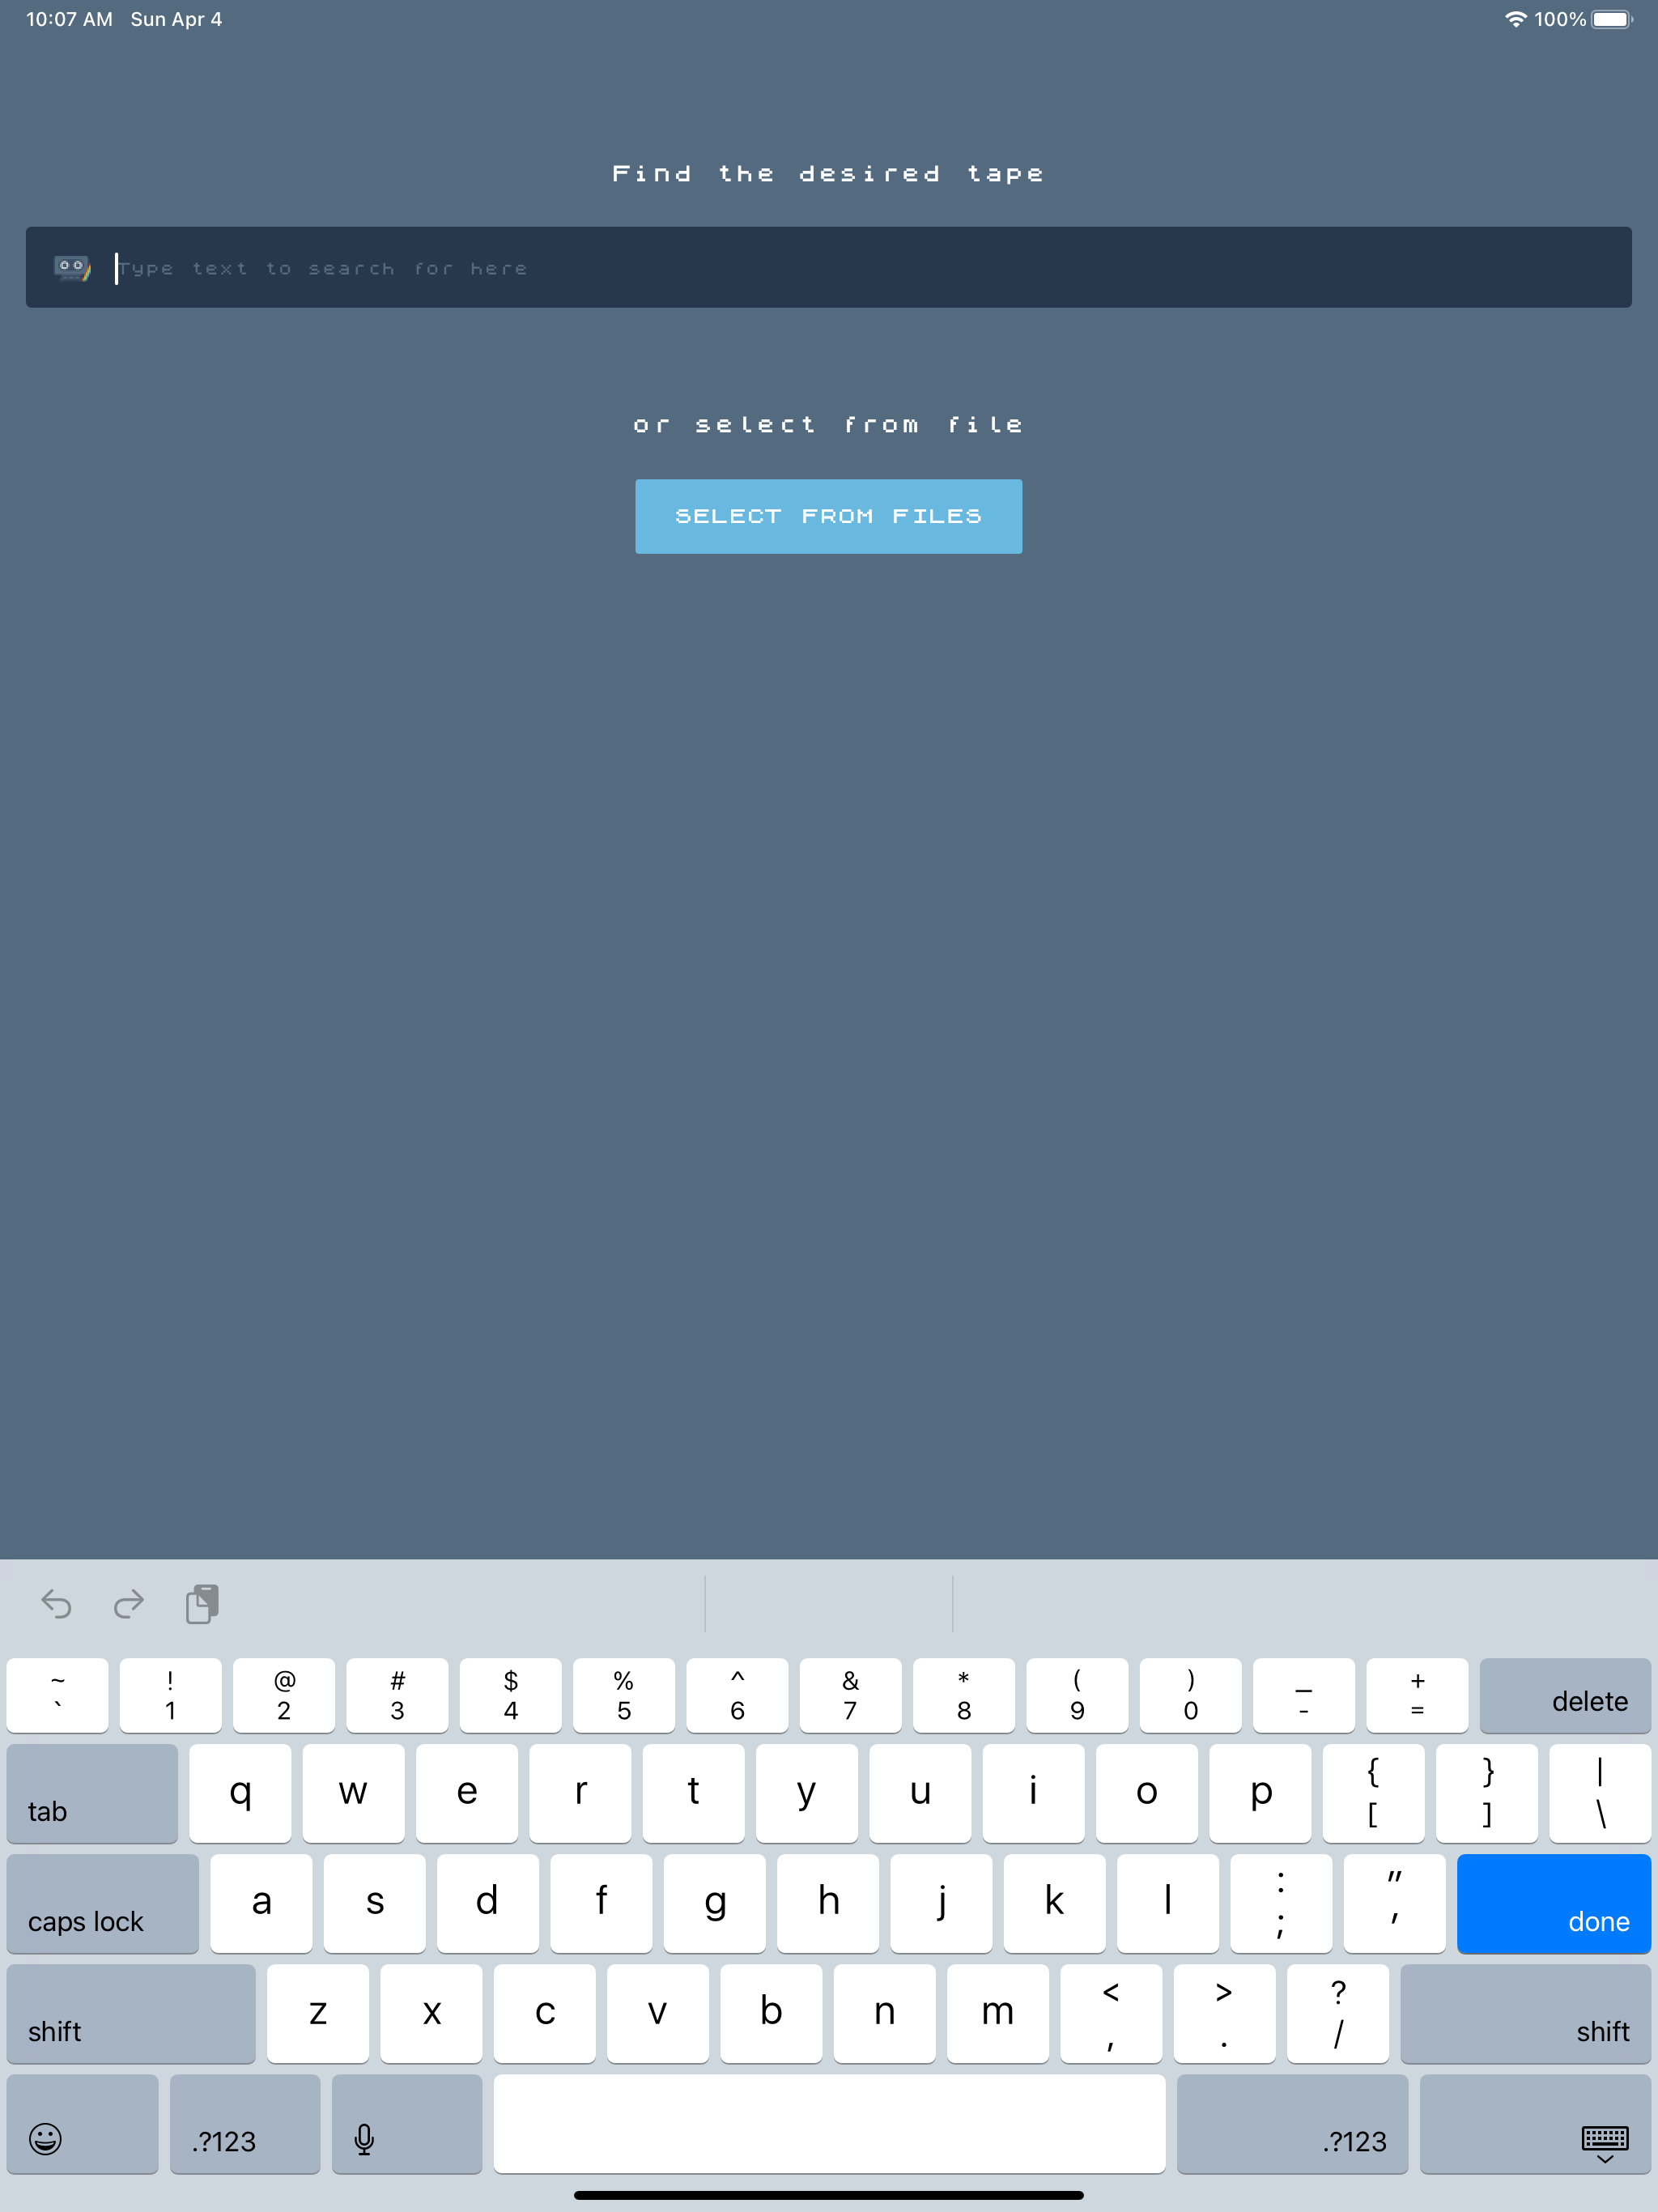 10:07 AM Sun Apr 4 100%
Find the desired tape
Type text to search for here
or select from file
SELECT FROM FILES
~ ! @ # $ % ^ & * ( ) _ +
` 1 2 3 4 5 6 7 8 9 0 - = delete
tab q w e r t y u i o p { [ } ] | \
caps lock a s d f g h j k l : ; " ' done
shift z x c v b n m < , > . ? / shift
.?123 .?123